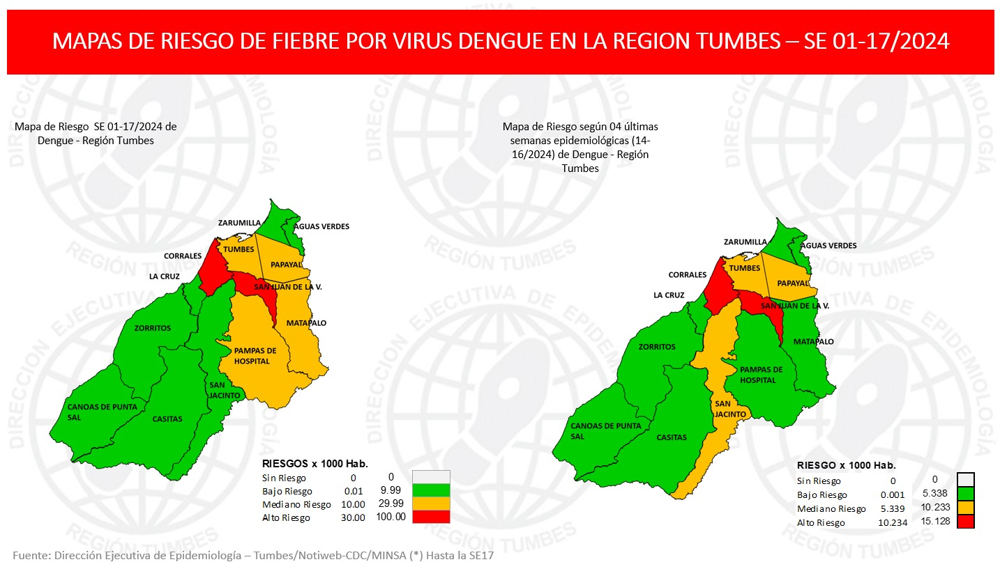 MAPAS DE RIESGO DE FIEBRE POR VIRUS DENGUE EN LA REGION TUMBES – SE 01-17/2024
Mapa de Riesgo SE 01-17/2024 de
Dengue - Región Tumbes
ZARUMILLA
AGUAS VERDES
TUMBES
CORRALES
PAPAYAL
LA CRUZ
SAN JUAN DE LA V.
MATAPALO
ZORRITOS
PAMPAS DE
HOSPITAL
SAN
JACINTO
CANOAS DE PUNTA
SAL
CASITAS
RIESGOS x 1000 Hab.
Sin Riesgo 0 0
Bajo Riesgo 0.01 9.99
Mediano Riesgo 10.00 29.99
Alto Riesgo 30.00 100.00
Mapa de Riesgo según 04 últimas
semanas epidemiológicas (14-
16/2024) de Dengue - Región
Tumbes
ZARUMILLA
AGUAS VERDES
TUMBES
CORRALES
PAPAYAL
LA CRUZ
SAN JUAN DE LA V.
MATAPALO
ZORRITOS
PAMPAS DE
HOSPITAL
SAN
JACINTO
CANOAS DE PUNTA
SAL
CASITAS
RIESGO x 1000 Hab.
Sin Riesgo 0 0
Bajo Riesgo 0.001 5.338
Mediano Riesgo 5.339 10.233
Alto Riesgo 10.234 15.128
Fuente: Dirección Ejecutiva de Epidemiología – Tumbes/Notiweb-CDC/MINSA (*) Hasta la SE17
DIRECCION EJECUTIVA DE EPIDEMIOLOGÍA
REGIÓN TUMBES